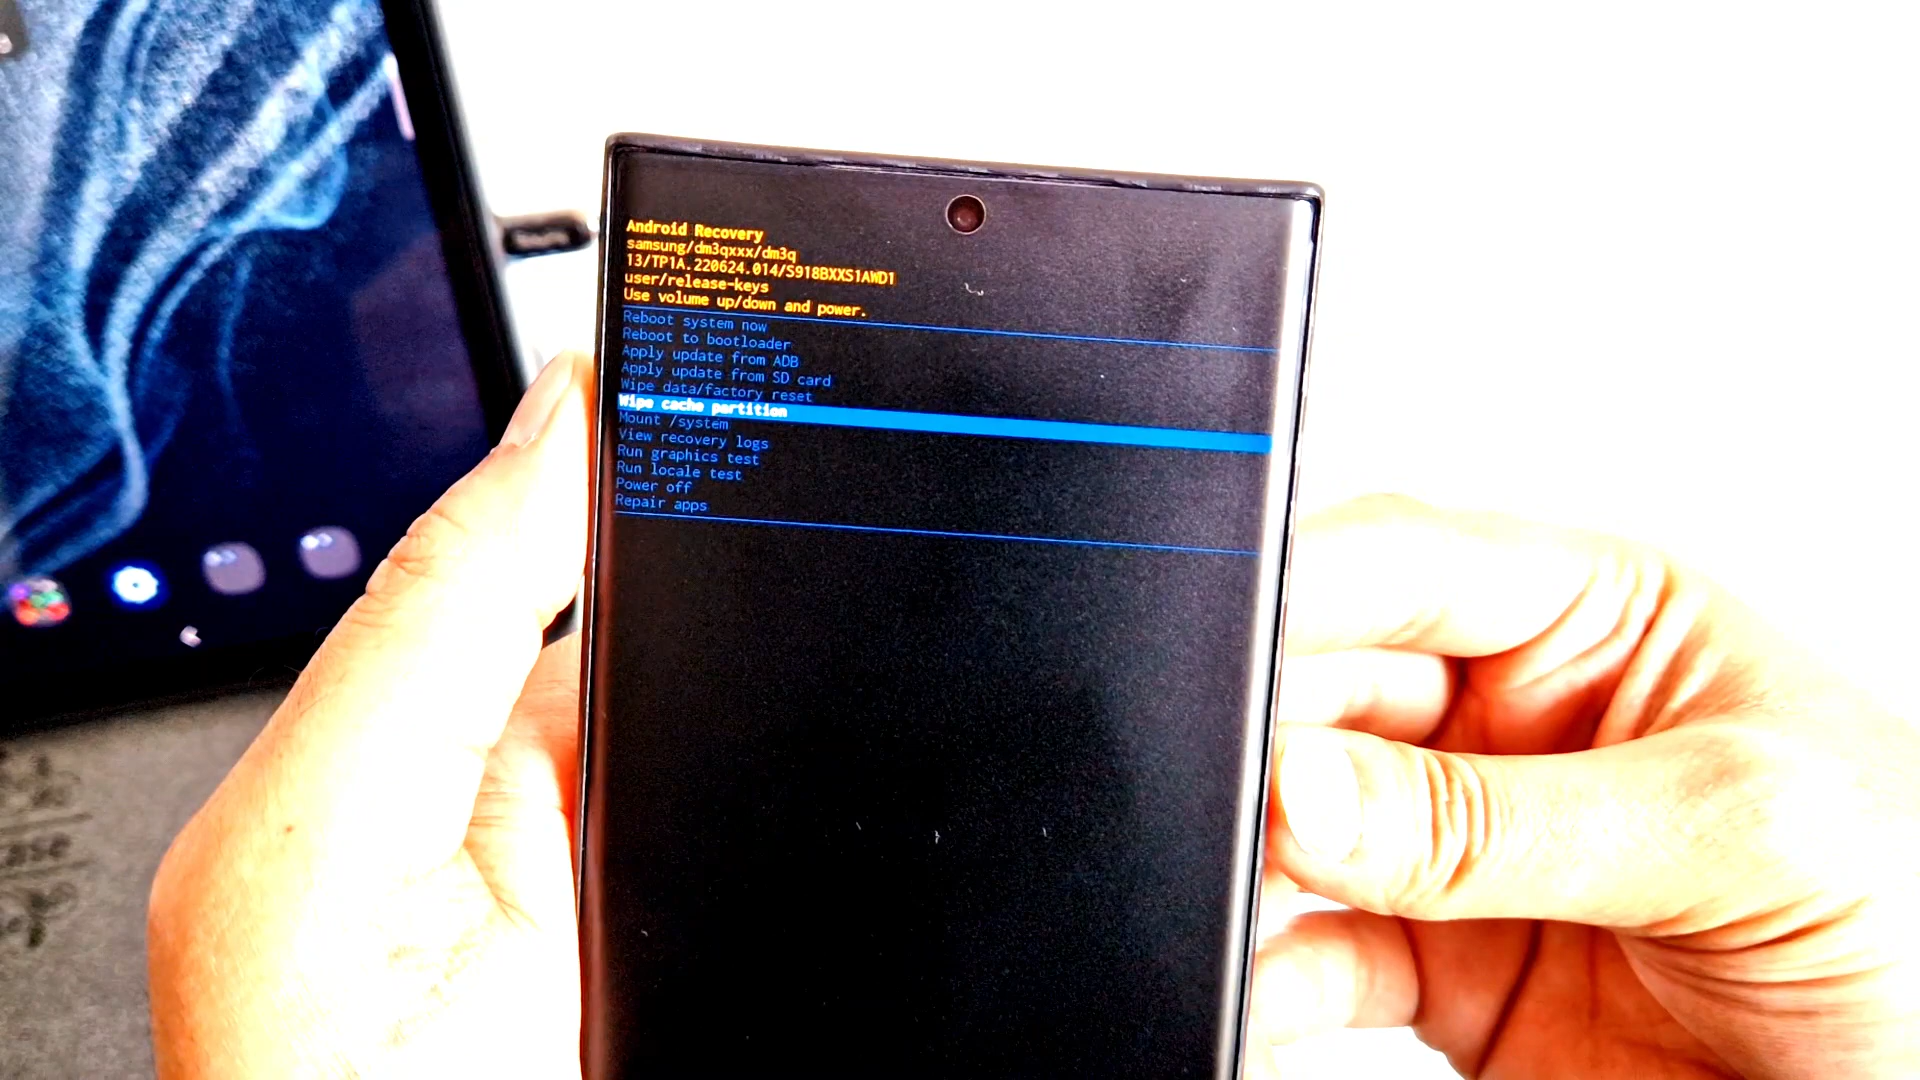 Android Recovery
samsung/dm3qxxx/dm3q
13/TP1A.220624.014/S918BXXS1AWD1
user/release-keys
Use volume up/down and power.
Reboot system now
Reboot to bootloader
Apply update from ADB
Apply update from SD card
Wipe data/factory reset
Wipe cache partition
Mount /system
View recovery logs
Run graphics test
Run locale test
Power off
Repair apps